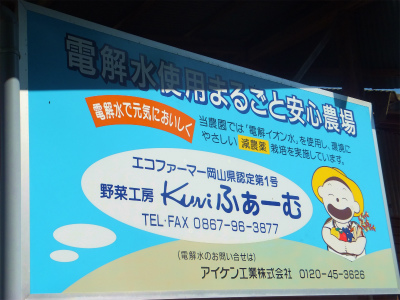 電解水使用まるごと安心農場
電解水で元気においしく
当農園では「電解イオン水」を使用し、環境に
やさしい 減農薬 栽培を実施しています。
エコファーマー岡山県認定第1号
野菜工房 Kuwiふぁーむ
TEL・FAX 0867-96-3877
(電解水のお問い合せは)
アイケン工業株式会社 0120-45-3626